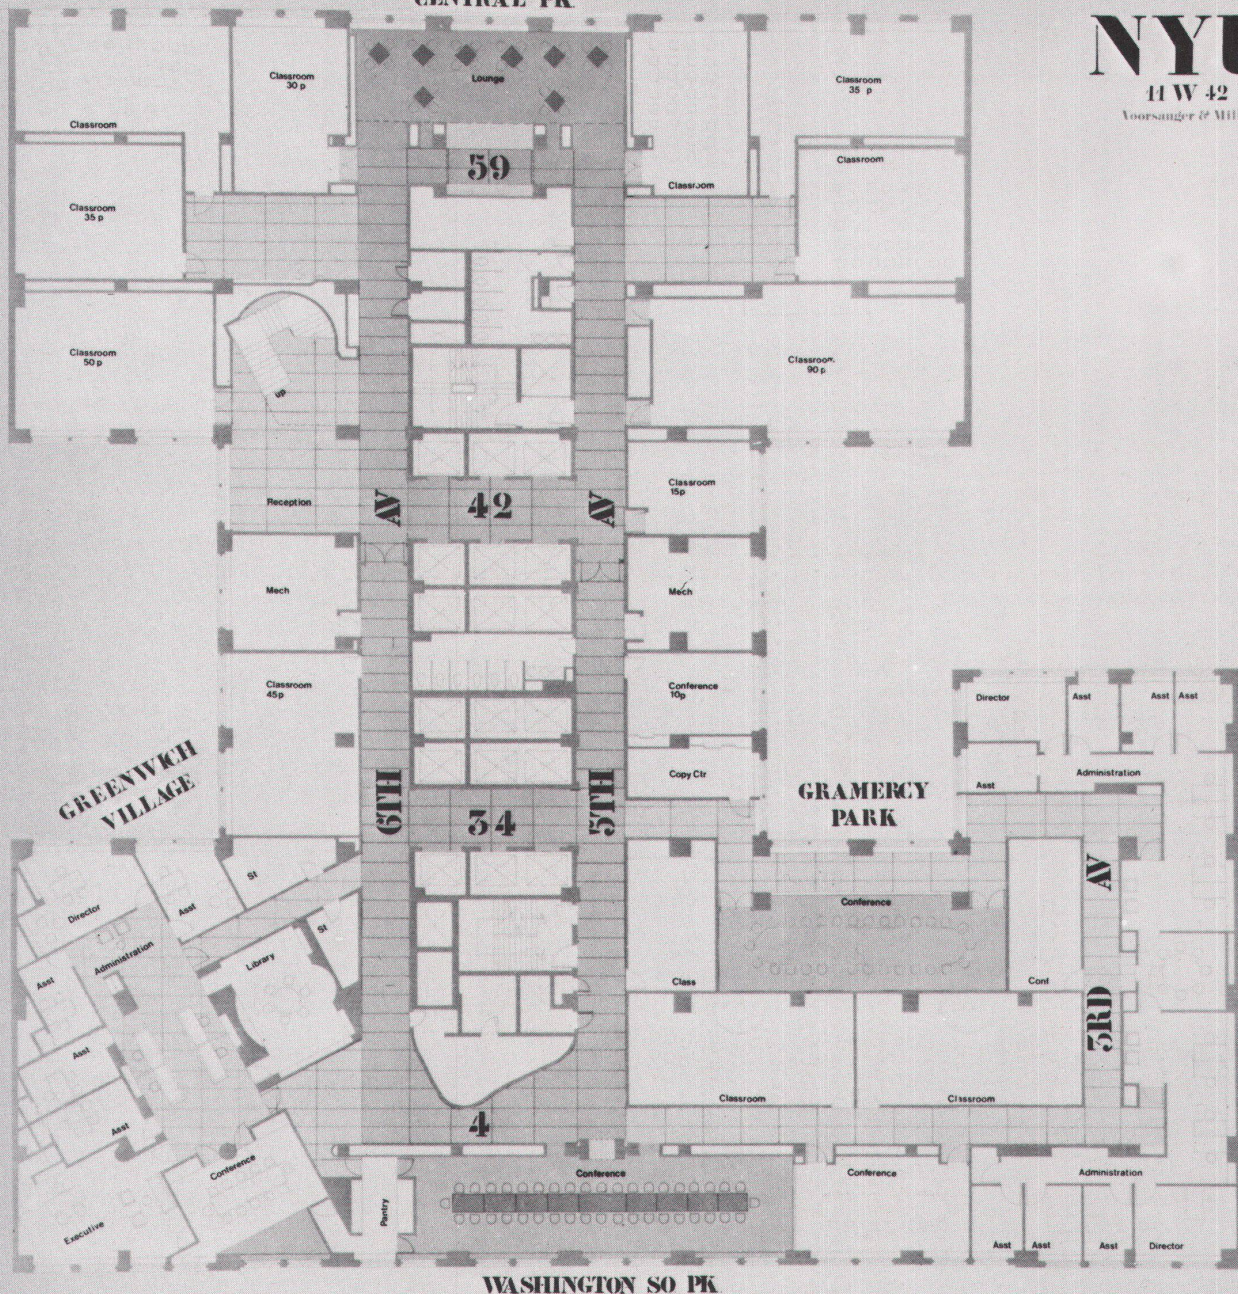 CENTRAL PK
NYU
11 W 42
Voorsanger & Mil
Classroom
30 p
Lounge
Classroom
35 p
Classroom
59
Classroom
Classroom
Classroom
35 p
Classroom
50 p
up
Classroom
90 p
Reception
AV
42
AV
Classroom
15p
Mech
Mech
Classroom
45p
Conference
10p
Director
Asst
Asst
Asst
GREENWICH
VILLAGE
6TH
34
5TH
Copy Ctr
GRAMERCY
PARK
Asst
Administration
St
Director
Asst
AV
Conference
St
Administration
Library
Asst
Class
Conf
3RD
Asst
Asst
4
Classroom
Classroom
Conference
Executive
Pantry
Conference
Conference
Administration
Asst
Asst
Asst
Director
WASHINGTON SQ PK